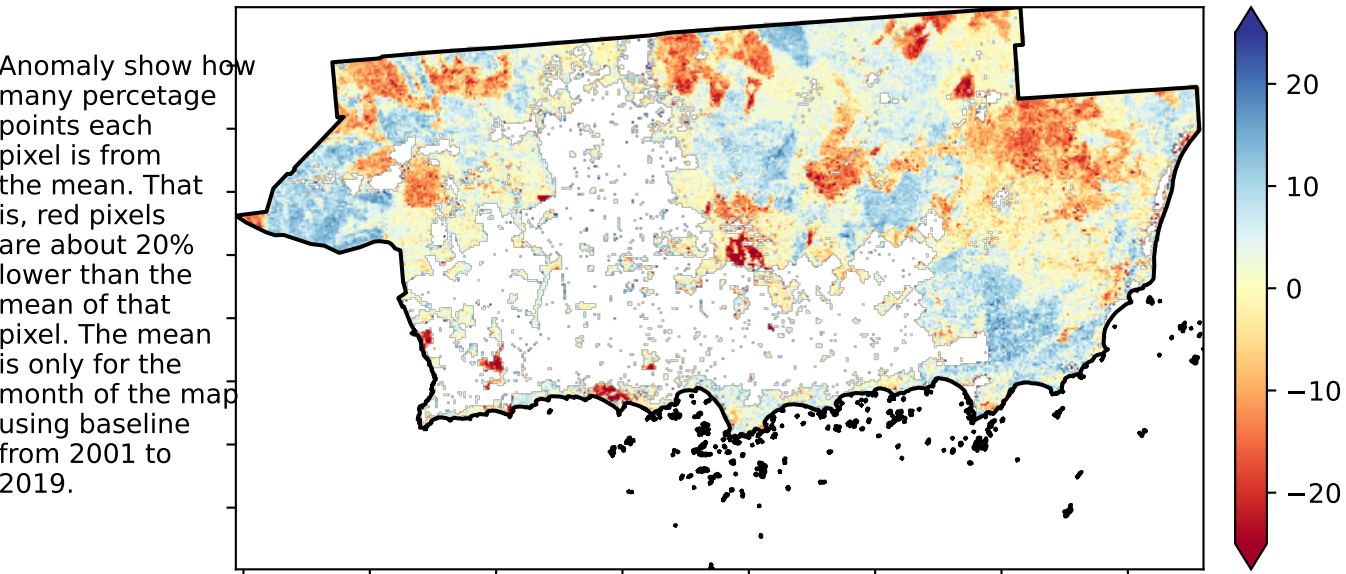 Anomaly show how
many percetage
points each
pixel is from
the mean. That
is, red pixels
are about 20%
lower than the
mean of that
pixel. The mean
is only for the
month of the map
using baseline
from 2001 to
2019.
20
10
0
−10
−20